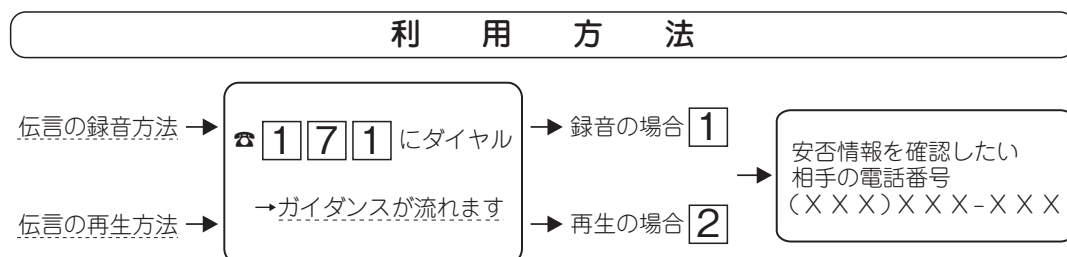 利用方法
伝言の録音方法→
☎171にダイヤル
→ガイダンスが流れます
伝言の再生方法→
→録音の場合1
→再生の場合2
→
安否情報を確認したい
相手の電話番号
(XXX)XXX-XXX